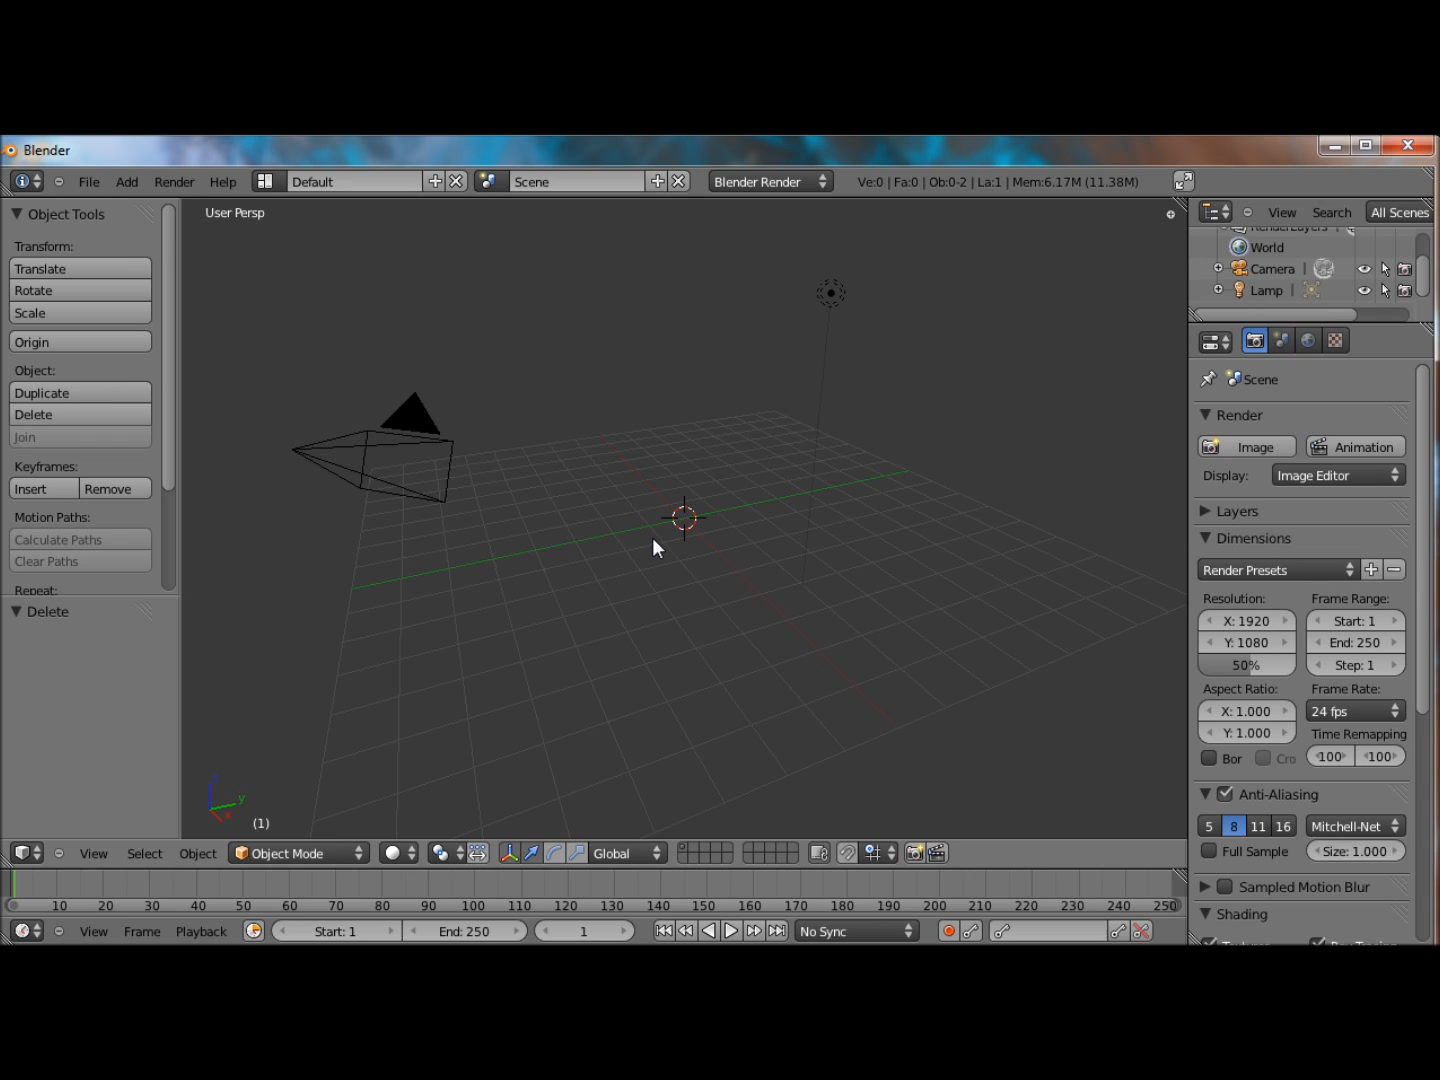 Blender
File Add Render Help Default Scene Blender Render Ve:0 | Fa:0 | Ob:0-2 | La:1 | Mem:6.17M (11.38M)
Object Tools
Transform:
Translate
Rotate
Scale
Origin
Object:
Duplicate
Delete
Join
Keyframes:
Insert Remove
Motion Paths:
Calculate Paths
Clear Paths
Repeat:
Delete
User Persp
z
y
x
(1)
View Search All Scenes
RenderLayers
World
Camera
Lamp
Scene
Render
Image Animation
Display: Image Editor
Layers
Dimensions
Render Presets
Resolution: Frame Range:
X: 1920 Start: 1
Y: 1080 End: 250
50% Step: 1
Aspect Ratio: Frame Rate:
X: 1.000 24 fps
Y: 1.000 Time Remapping
Bor Cro 100 100
Anti-Aliasing
5 8 11 16 Mitchell-Net
Full Sample Size: 1.000
Sampled Motion Blur
Shading
View Select Object Object Mode Global
10 20 30 40 50 60 70 80 90 100 110 120 130 140 150 160 170 180 190 200 210 220 230 240 250
View Frame Playback Start: 1 End: 250 1 No Sync